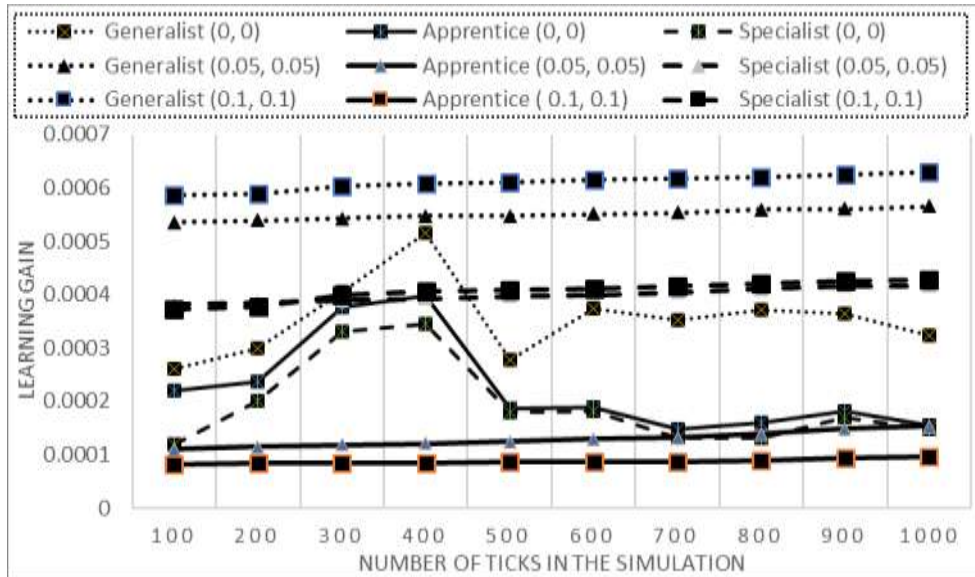 Generalist (0, 0) Apprentice (0, 0) Specialist (0, 0)
Generalist (0.05, 0.05) Apprentice (0.05, 0.05) Specialist (0.05, 0.05)
Generalist (0.1, 0.1) Apprentice ( 0.1, 0.1) Specialist (0.1, 0.1)
0.0007
0.0006
0.0005
0.0004
0.0003
0.0002
0.0001
0
LEARNING GAIN
100 200 300 400 500 600 700 800 900 1000
NUMBER OF TICKS IN THE SIMULATION